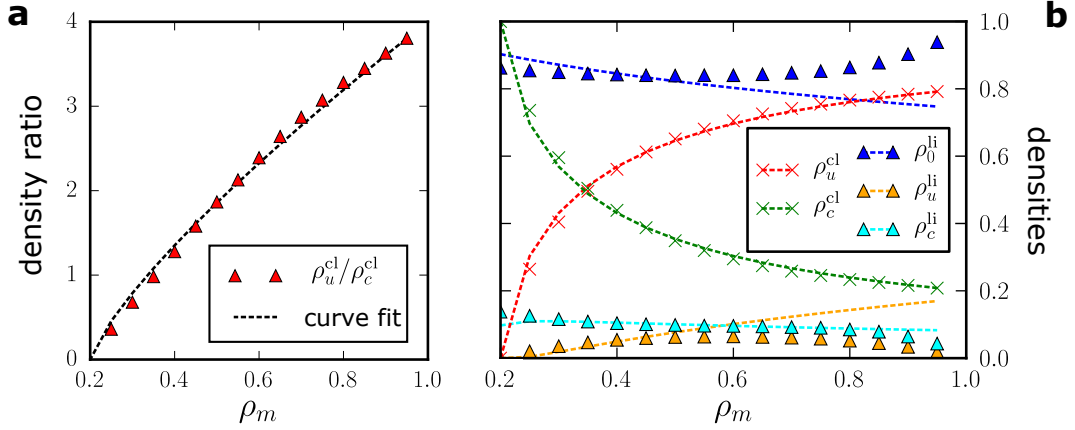 a
4
3
2
1
0
density ratio
0.2
0.4
0.6
0.8
1.0
ρ_m
ρ_u^cl/ρ_c^cl
curve fit
b
1.0
0.8
0.6
0.4
0.2
0.0
densities
0.2
0.4
0.6
0.8
1.0
ρ_m
ρ_u^cl
ρ_c^cl
ρ_0^li
ρ_u^li
ρ_c^li